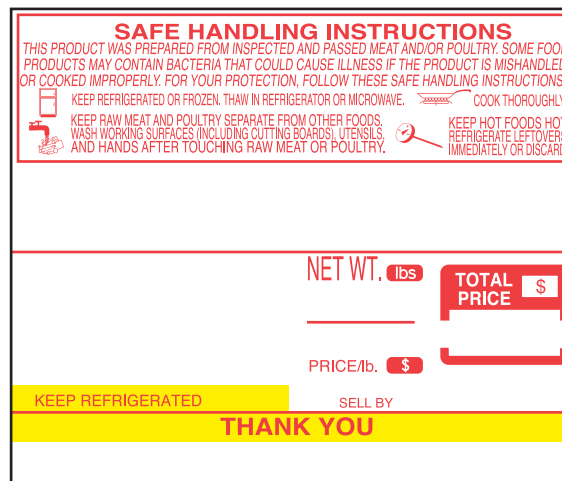 SAFE HANDLING INSTRUCTIONS
THIS PRODUCT WAS PREPARED FROM INSPECTED AND PASSED MEAT AND/OR POULTRY. SOME FOO
PRODUCTS MAY CONTAIN BACTERIA THAT COULD CAUSE ILLNESS IF THE PRODUCT IS MISHANDLED
OR COOKED IMPROPERLY. FOR YOUR PROTECTION, FOLLOW THESE SAFE HANDLING INSTRUCTIONS
KEEP REFRIGERATED OR FROZEN. THAW IN REFRIGERATOR OR MICROWAVE.
COOK THOROUGHLY
KEEP RAW MEAT AND POULTRY SEPARATE FROM OTHER FOODS.
WASH WORKING SURFACES (INCLUDING CUTTING BOARDS), UTENSILS,
AND HANDS AFTER TOUCHING RAW MEAT OR POULTRY.
KEEP HOT FOODS HOT
REFRIGERATE LEFTOVERS
IMMEDIATELY OR DISCARD
NET WT. lbs
TOTAL PRICE $
PRICE/lb. $
KEEP REFRIGERATED
SELL BY
THANK YOU